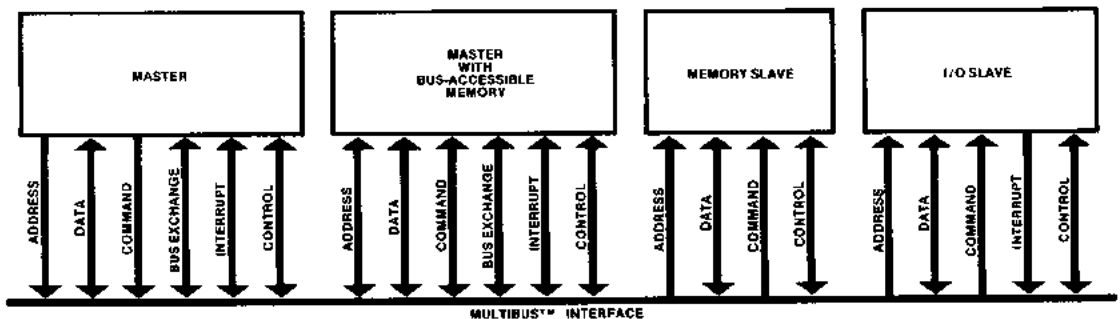 MASTER
MASTER
WITH
BUS-ACCESSIBLE
MEMORY
MEMORY SLAVE
I/O SLAVE
ADDRESS
DATA
COMMAND
BUS EXCHANGE
INTERRUPT
CONTROL
ADDRESS
DATA
COMMAND
BUS EXCHANGE
INTERRUPT
CONTROL
ADDRESS
DATA
COMMAND
CONTROL
ADDRESS
DATA
COMMAND
INTERRUPT
CONTROL
MULTIBUS™ INTERFACE